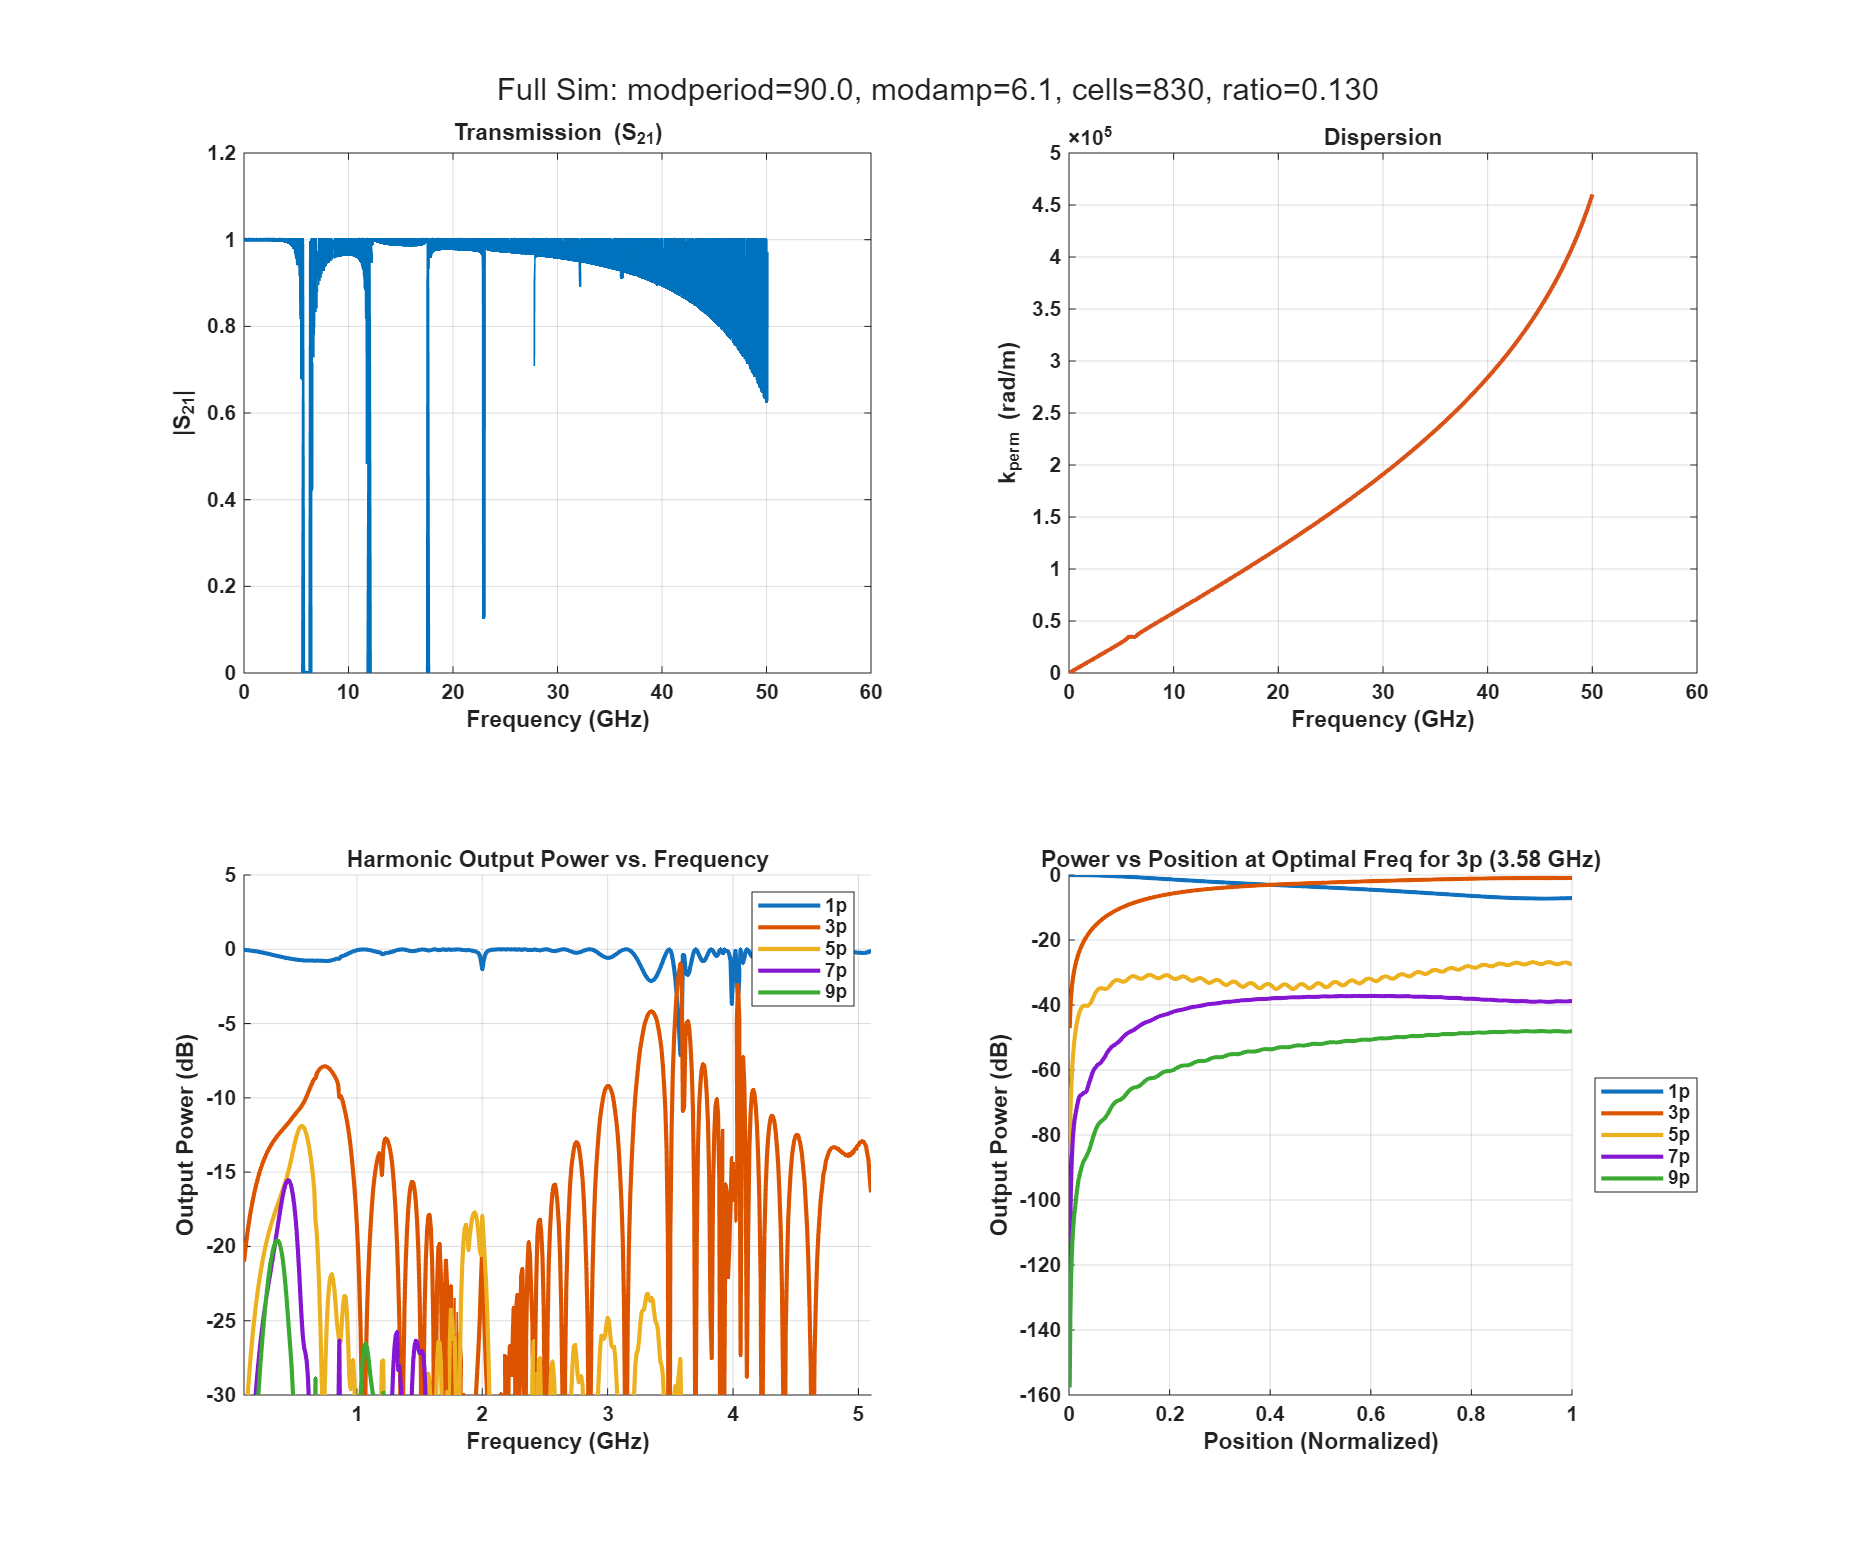 Full Sim: modperiod=90.0, modamp=6.1, cells=830, ratio=0.130
Transmission (S21)
1.2
1
0.8
0.6
0.4
0.2
0
|S21|
0 10 20 30 40 50 60
Frequency (GHz)
×10^5
Dispersion
5
4.5
4
3.5
3
2.5
2
1.5
1
0.5
0
kperm (rad/m)
0 10 20 30 40 50 60
Frequency (GHz)
Harmonic Output Power vs. Frequency
5
0
-5
-10
-15
-20
-25
-30
Output Power (dB)
1p
3p
5p
7p
9p
1 2 3 4 5
Frequency (GHz)
Power vs Position at Optimal Freq for 3p (3.58 GHz)
0
-20
-40
-60
-80
-100
-120
-140
-160
Output Power (dB)
0 0.2 0.4 0.6 0.8 1
Position (Normalized)
1p
3p
5p
7p
9p